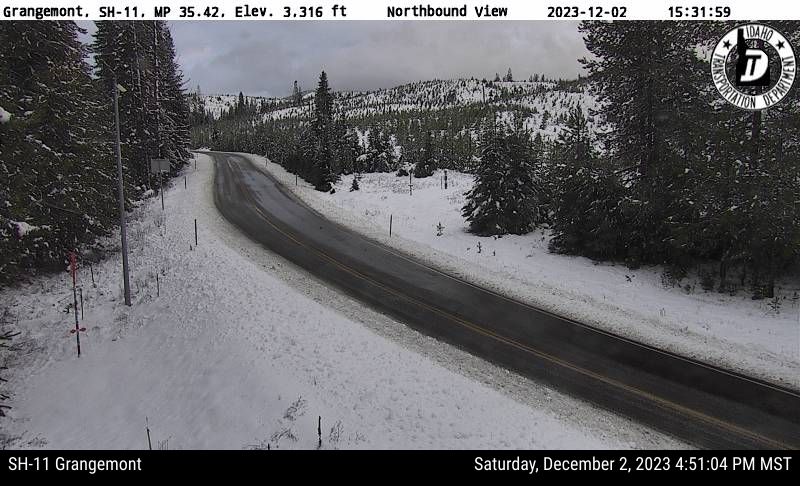 Grangemont, SH-11, MP 35.42, Elev. 3,316 ft Northbound View 2023-12-02 15:31:59
IDAHO
TRANSPORTATION DEPARTMENT
SH-11 Grangemont Saturday, December 2, 2023 4:51:04 PM MST